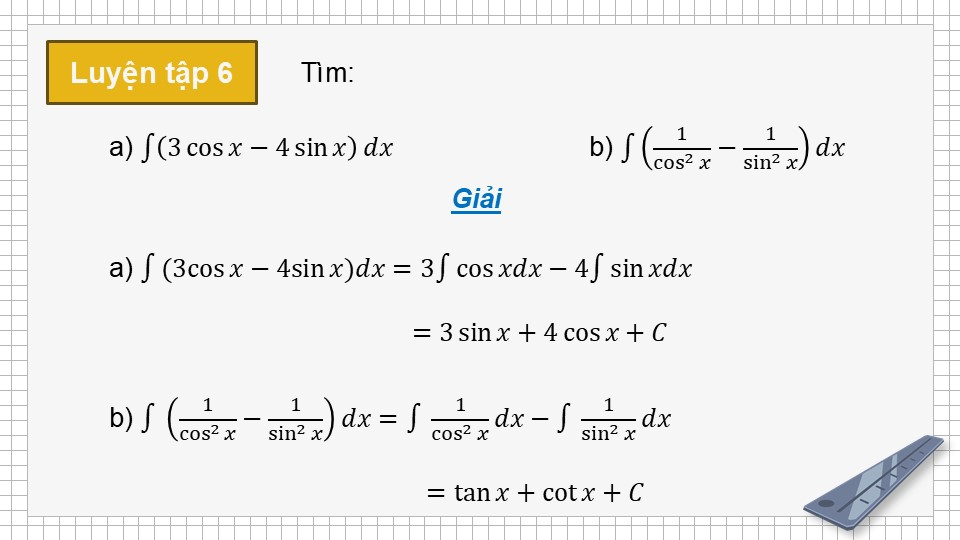 Luyện tập 6 Tìm:
a) ∫(3 cos x − 4 sin x) dx b) ∫(1/cos² x − 1/sin² x) dx
Giải
a) ∫ (3cos x − 4sin x)dx = 3∫ cos xdx − 4∫ sin xdx
= 3 sin x + 4 cos x + C
b) ∫ (1/cos² x − 1/sin² x) dx = ∫ 1/cos² x dx − ∫ 1/sin² x dx
= tan x + cot x + C